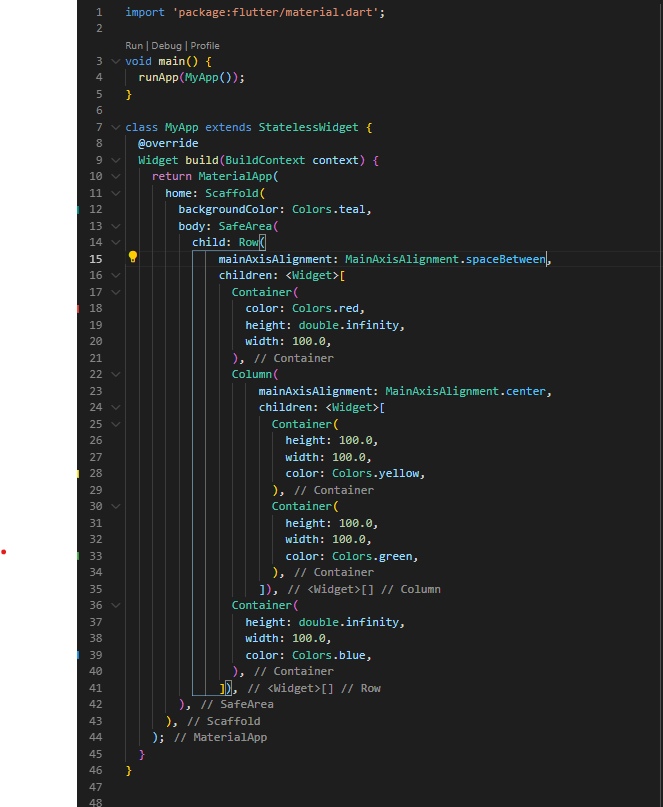 1 import 'package:flutter/material.dart';
2
Run | Debug | Profile
3 void main() {
4   runApp(MyApp());
5 }
6
7 class MyApp extends StatelessWidget {
8   @override
9   Widget build(BuildContext context) {
10     return MaterialApp(
11       home: Scaffold(
12         backgroundColor: Colors.teal,
13         body: SafeArea(
14           child: Row(
15               mainAxisAlignment: MainAxisAlignment.spaceBetween,
16               children: <Widget>[
17                 Container(
18                   color: Colors.red,
19                   height: double.infinity,
20                   width: 100.0,
21                 ), // Container
22                 Column(
23                     mainAxisAlignment: MainAxisAlignment.center,
24                     children: <Widget>[
25                       Container(
26                         height: 100.0,
27                         width: 100.0,
28                         color: Colors.yellow,
29                       ), // Container
30                       Container(
31                         height: 100.0,
32                         width: 100.0,
33                         color: Colors.green,
34                       ), // Container
35                     ]), // <Widget>[] // Column
36                 Container(
37                   height: double.infinity,
38                   width: 100.0,
39                   color: Colors.blue,
40                 ), // Container
41               ]), // <Widget>[] // Row
42         ), // SafeArea
43       ), // Scaffold
44     ); // MaterialApp
45   }
46 }
47
48